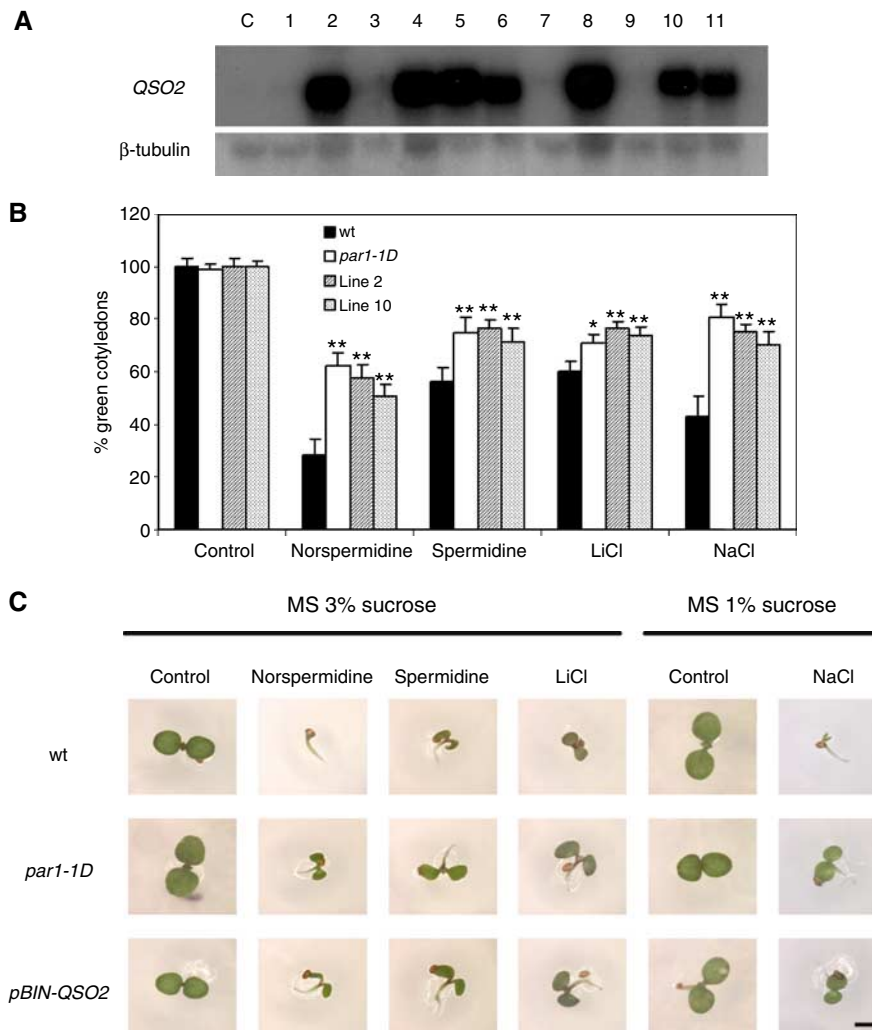 A
C 1 2 3 4 5 6 7 8 9 10 11
QSO2
β-tubulin
B
120
100
80
60
40
20
0
% green cotyledons
wt
par1-1D
Line 2
Line 10
** ** **
** ** **
* ** **
** ** **
Control Norspermidine Spermidine LiCl NaCl
C
MS 3% sucrose MS 1% sucrose
Control Norspermidine Spermidine LiCl Control NaCl
wt
par1-1D
pBIN-QSO2